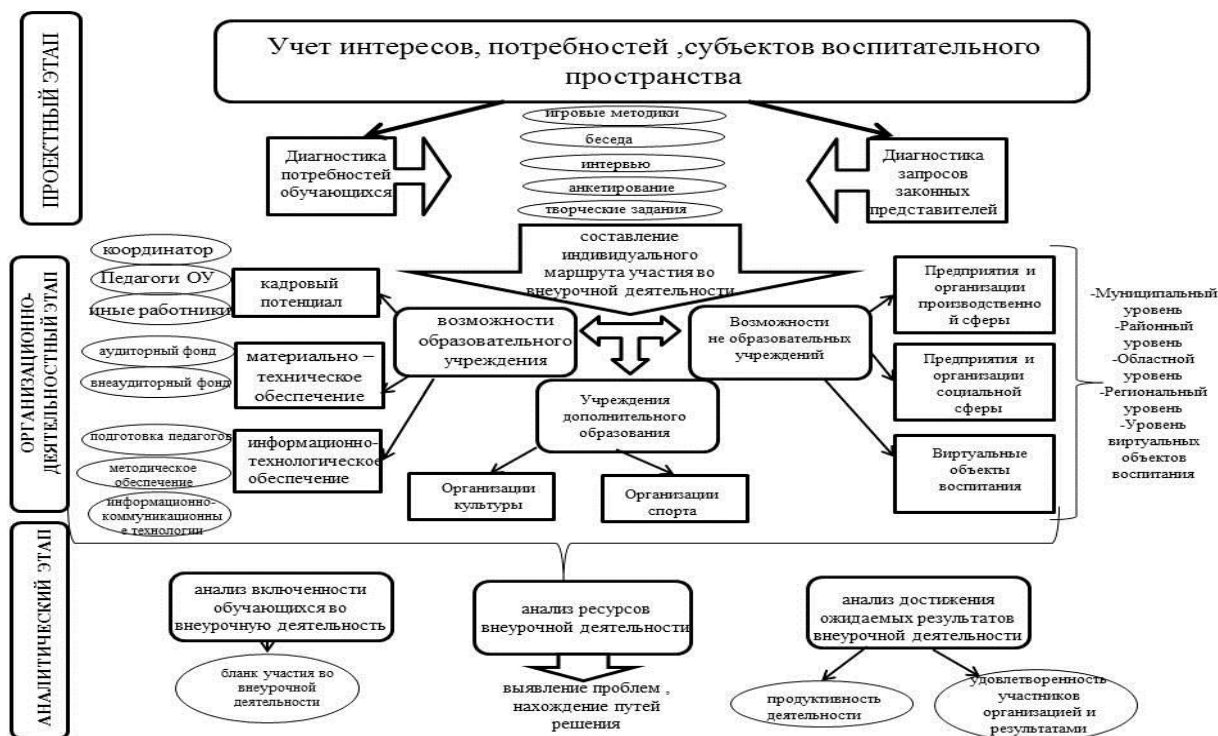 ПРОЕКТНЫЙ ЭТАП
Учет интересов, потребностей ,субъектов воспитательного
пространства
Диагностика
потребностей
обучающихся
игровые методики
беседа
интервью
анкетирование
творческие задания
Диагностика
запросов
законных
представителей
ОРГАНИЗАЦИОННО-
ДЕЯТЕЛЬНОСТНЫЙ ЭТАП
составление
индивидуального
маршрута участия во
внеурочной деятельности
координатор
Педагоги ОУ
иные работники
кадровый
потенциал
аудиторный фонд
внеаудиторный фонд
материально –
техническое
обеспечение
подготовка педагогов
методическое
обеспечение
информационно-
коммуникационны
е технологии
информационно-
технологическое
обеспечение
возможности
образовательного
учреждения
Возможности
не образовательных
учреждений
Учреждения
дополнительного
образования
Организации
культуры
Организации
спорта
Предприятия и
организации
производственно
й сферы
Предприятия и
организации
социальной
сферы
Виртуальные
объекты
воспитания
-Муниципальный
уровень
-Районный
уровень
-Областной
уровень
-Региональный
уровень
-Уровень
виртуальных
объектов
воспитания
АНАЛИТИЧЕСКИЙ ЭТАП
анализ включенности
обучающихся во
внеурочную деятельность
бланк участия во
внеурочной
деятельности
анализ ресурсов
внеурочной деятельности
выявление проблем ,
нахождение путей
решения
анализ достижения
ожидаемых результатов
внеурочной деятельности
продуктивность
деятельности
удовлетворенность
участников
организацией и
результатами